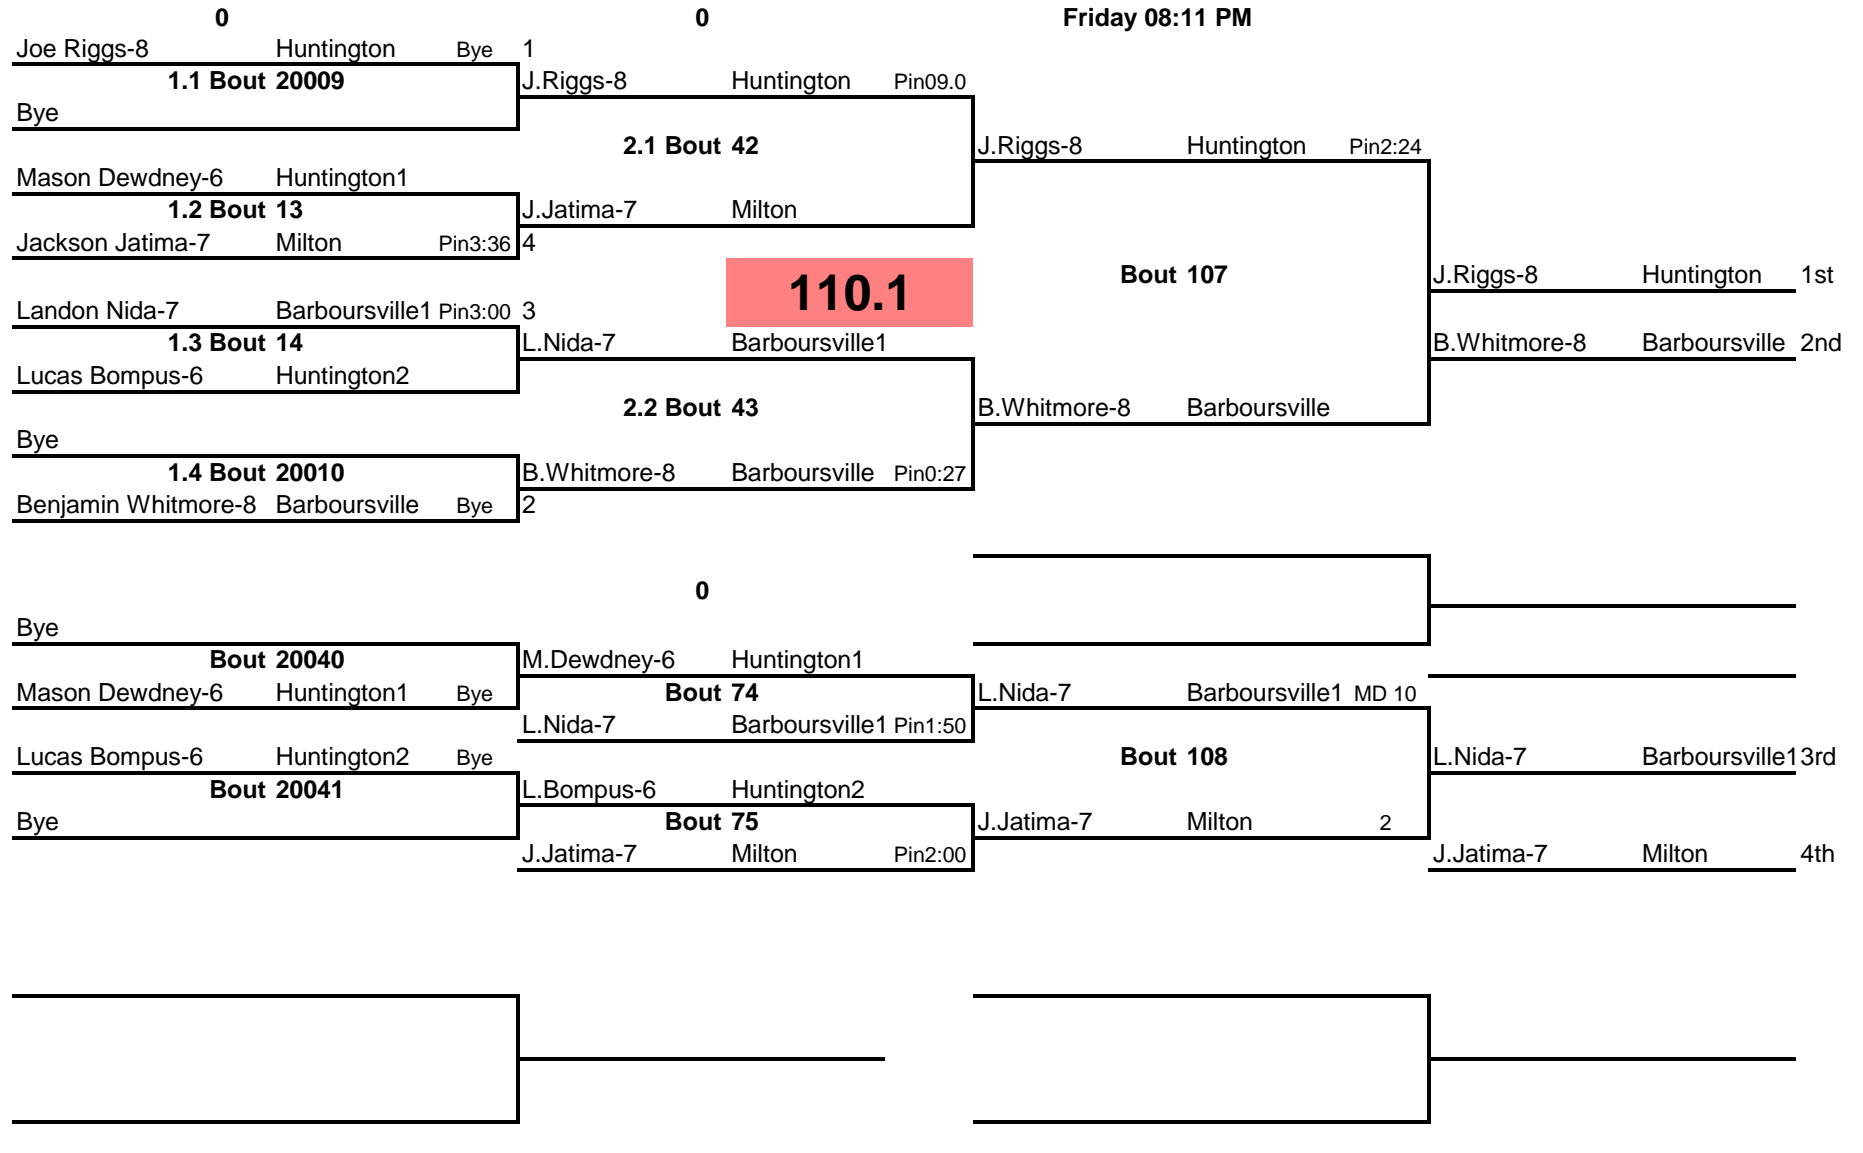 0 0 Friday 08:11 PM
Joe Riggs-8 Huntington Bye 1
1.1 Bout 20009 J.Riggs-8 Huntington Pin09.0
Bye
2.1 Bout 42 J.Riggs-8 Huntington Pin2:24
Mason Dewdney-6 Huntington1
1.2 Bout 13 J.Jatima-7 Milton
Jackson Jatima-7 Milton Pin3:36 4
110.1 Bout 107 J.Riggs-8 Huntington 1st
Landon Nida-7 Barboursville1 Pin3:00 3
1.3 Bout 14 L.Nida-7 Barboursville1 B.Whitmore-8 Barboursville 2nd
Lucas Bompus-6 Huntington2
2.2 Bout 43 B.Whitmore-8 Barboursville
Bye
1.4 Bout 20010 B.Whitmore-8 Barboursville Pin0:27
Benjamin Whitmore-8 Barboursville Bye 2
0
Bye
Bout 20040 M.Dewdney-6 Huntington1
Mason Dewdney-6 Huntington1 Bye Bout 74 L.Nida-7 Barboursville1 MD 10
L.Nida-7 Barboursville1 Pin1:50
Lucas Bompus-6 Huntington2 Bye Bout 108 L.Nida-7 Barboursville1 3rd
Bout 20041 L.Bompus-6 Huntington2
Bye Bout 75 J.Jatima-7 Milton 2
J.Jatima-7 Milton Pin2:00 J.Jatima-7 Milton 4th